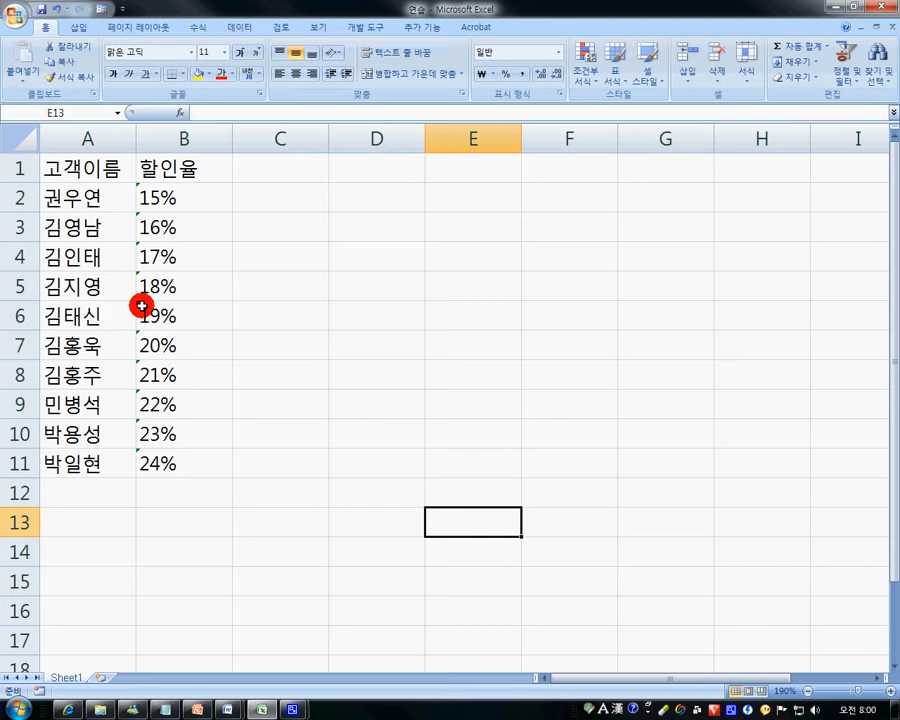 연습 - Microsoft Excel
홈 삽입 페이지 레이아웃 수식 데이터 검토 보기 개발 도구 추가 기능 Acrobat
붙여넣기 잘라내기 복사 서식 복사 클립보드
맑은 고딕 11 가 가 가 가 가 가 글꼴
텍스트 줄 바꿈 병합하고 가운데 맞춤 맞춤
일반 % , 표시 형식
조건부 서식 표 서식 셀 스타일 스타일
삽입 삭제 서식 셀
Σ 자동 합계 채우기 지우기 정렬 및 필터 찾기 및 선택 편집
E13 fx
A B C D E F G H I
1 고객이름 할인율
2 권우연 15%
3 김영남 16%
4 김인태 17%
5 김지영 18%
6 김태신 19%
7 김홍욱 20%
8 김홍주 21%
9 민병석 22%
10 박용성 23%
11 박일현 24%
12
13
14
15
16
17
18
Sheet1
준비 190%
A 漢 오전 8:00